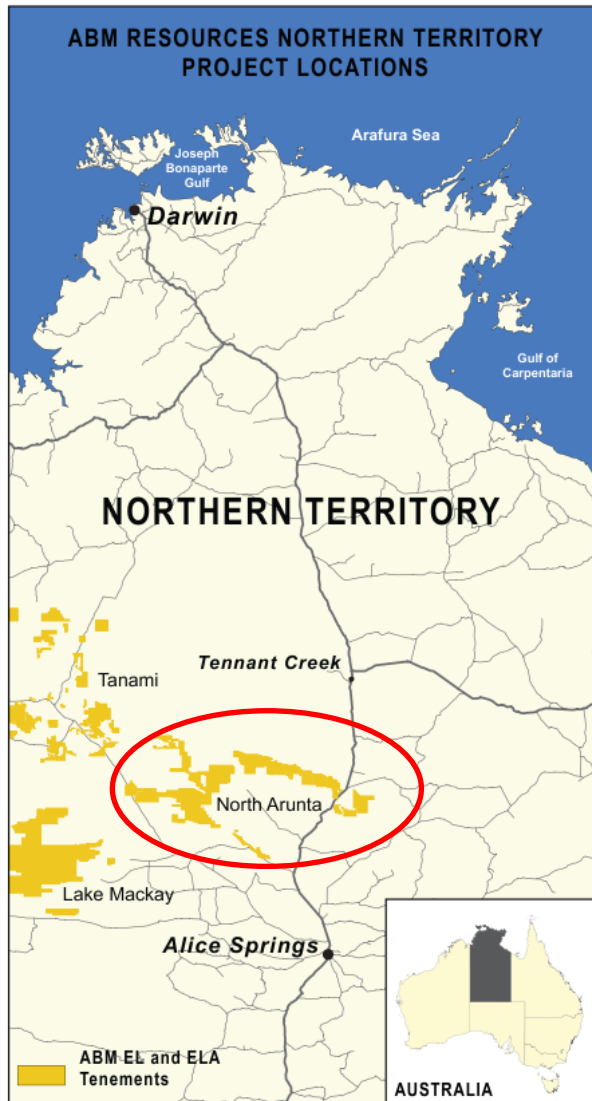 ABM RESOURCES NORTHERN TERRITORY
PROJECT LOCATIONS
Arafura Sea
Joseph
Bonaparte
Gulf
Darwin
Gulf of
Carpentaria
NORTHERN TERRITORY
Tennant Creek
Tanami
North Arunta
Lake Mackay
Alice Springs
ABM EL and ELA
Tenements
AUSTRALIA